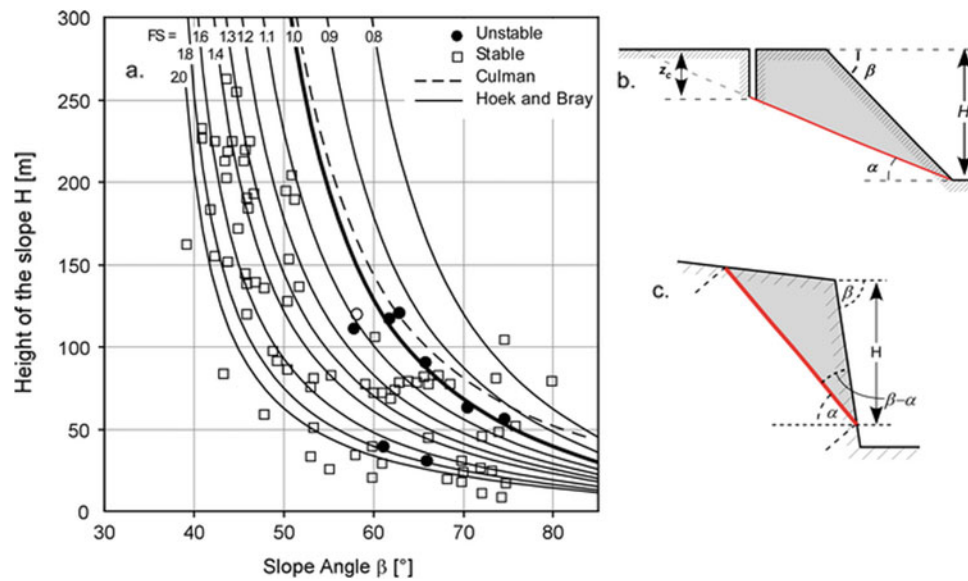 Height of the slope H [m]
300
250
200
150
100
50
0
30 40 50 60 70 80
Slope Angle β [°]
a.
FS = 1.6 1.3 1.2 1.1 1.0 0.9 0.8
1.8 1.4
2.0
Unstable
Stable
Culman
Hoek and Bray
b.
z_c
β
H
α
c.
β
H
β-α
α